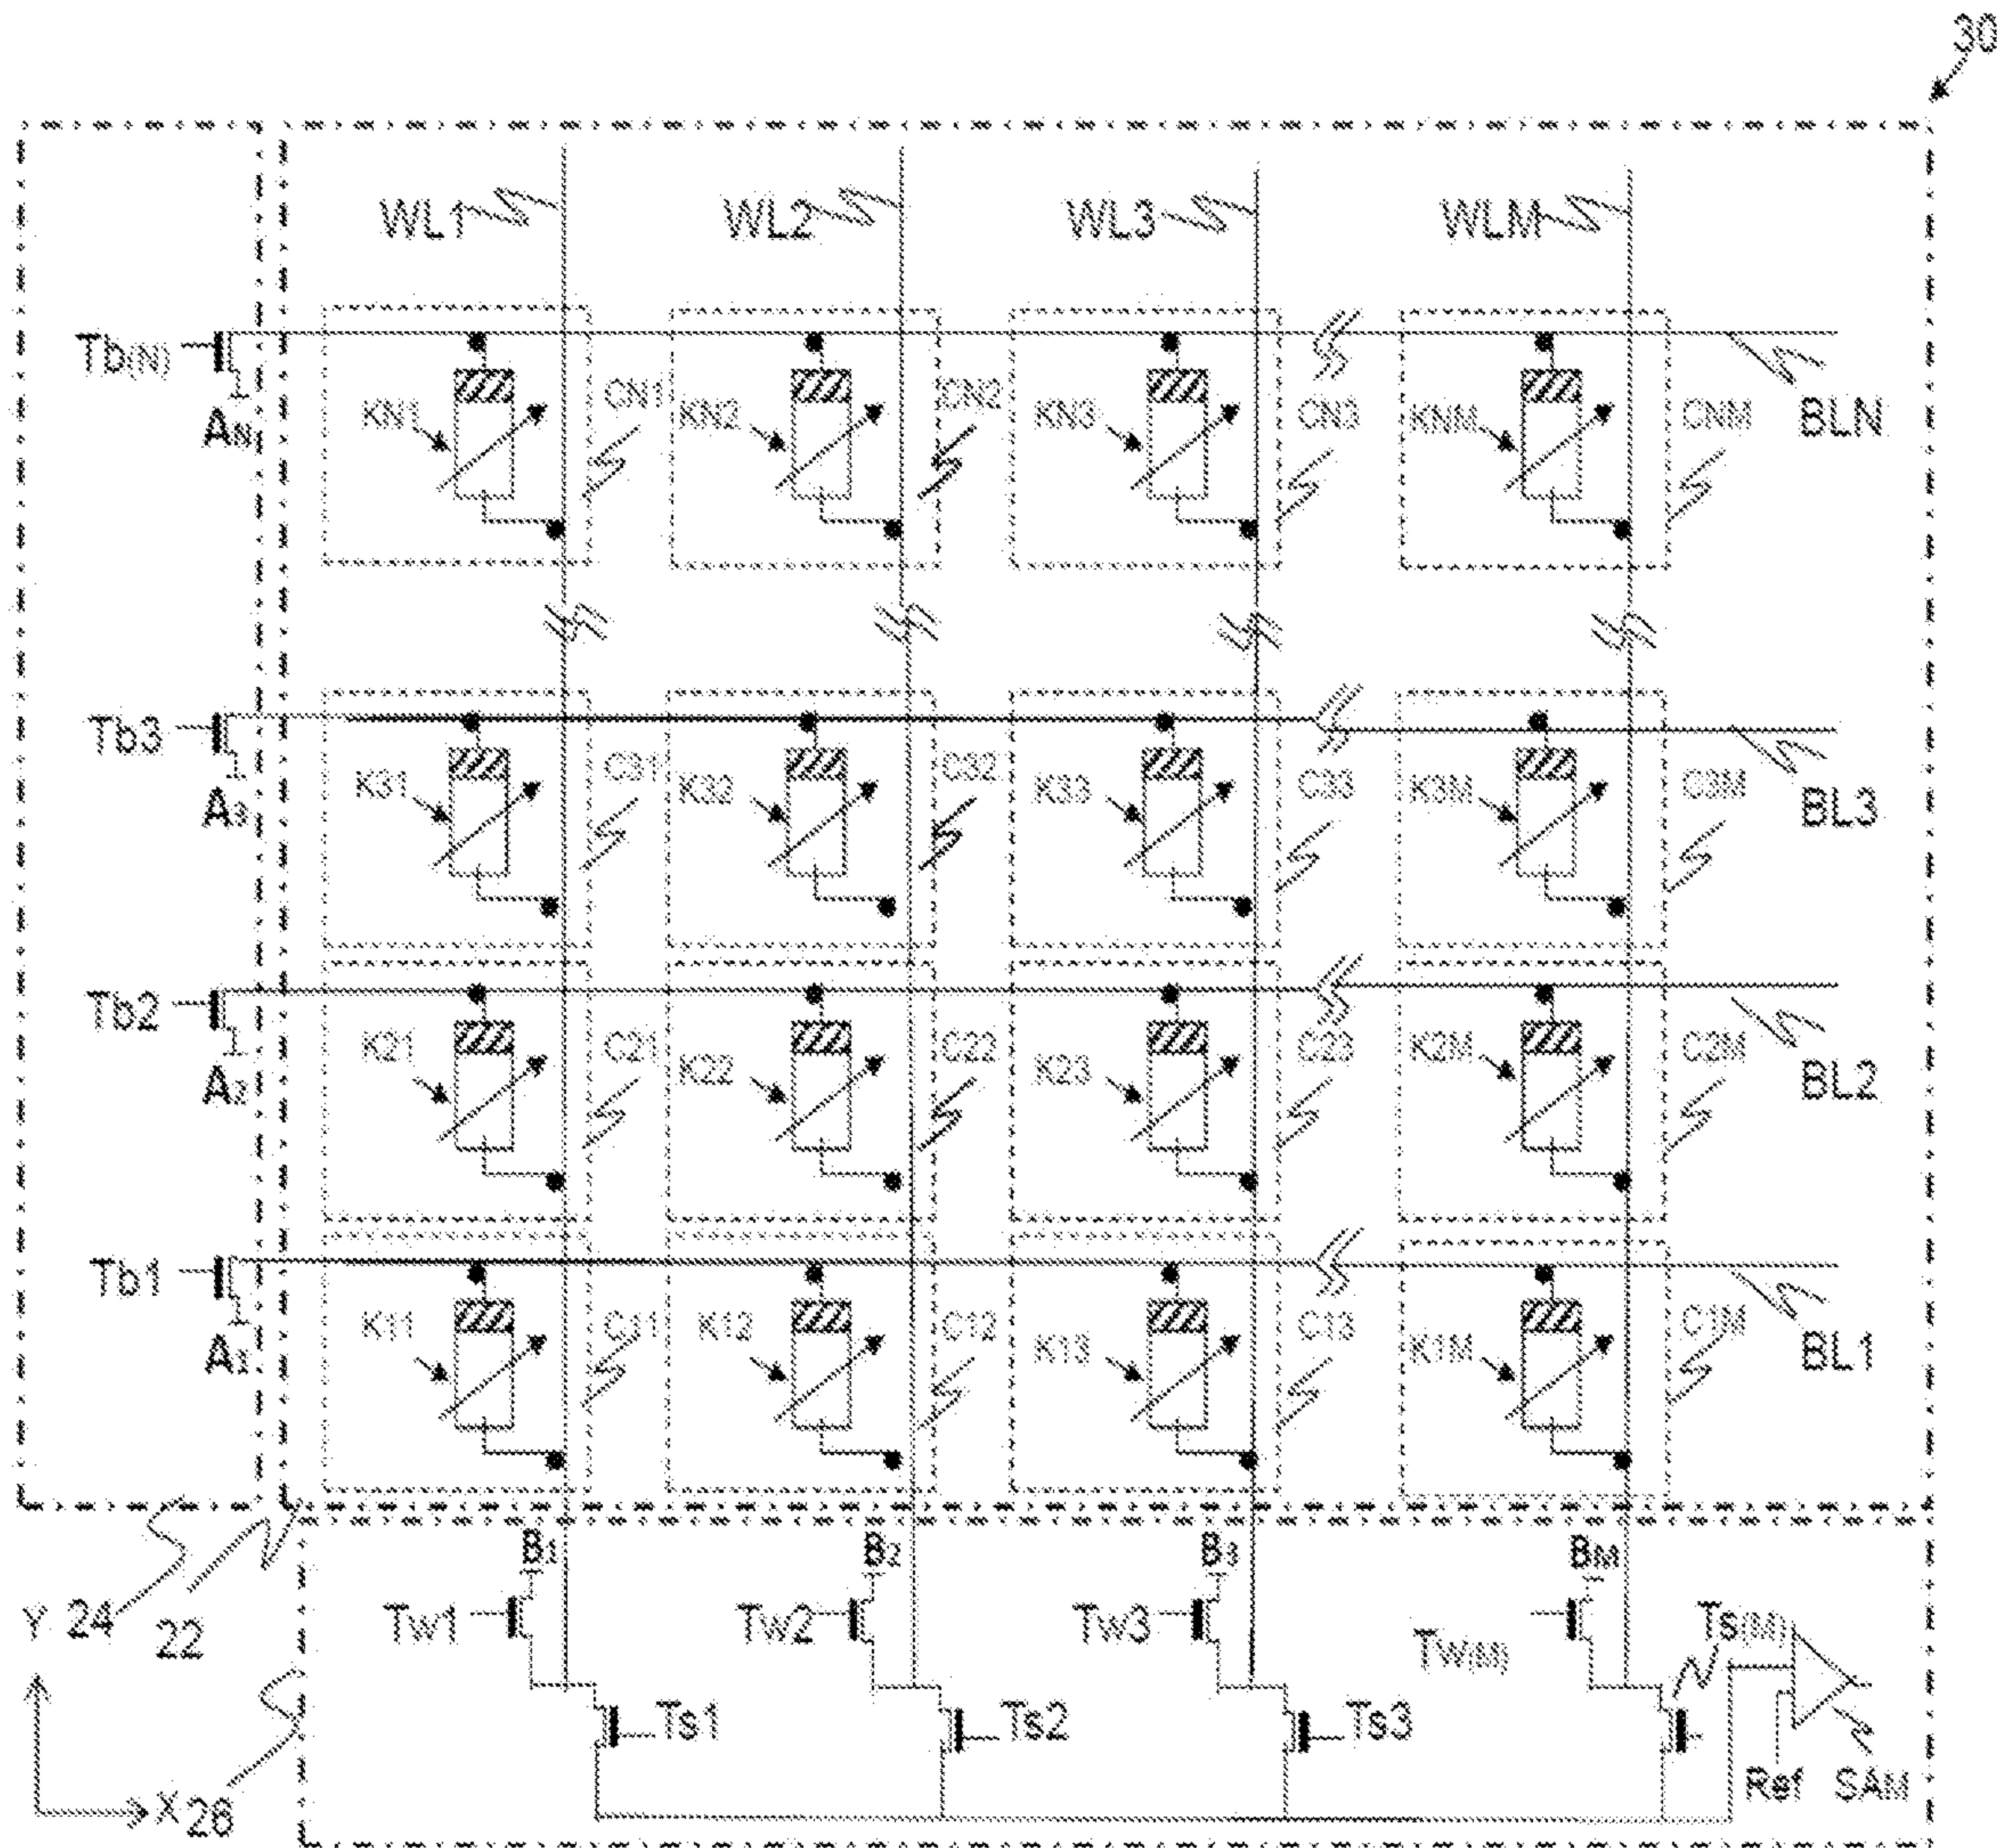 30
WL1 WL2 WL3 WLM
Tb(N)
AN
KN1 CN1 KN2 CN2 KN3 CN3 KNM CNM BLN
Tb3
A3
K31 C31 K32 C32 K33 C33 K3M C3M BL3
Tb2
A2
K21 C21 K22 C22 K23 C23 K2M C2M BL2
Tb1
A1
K11 C11 K12 C12 K13 C13 K1M C1M BL1
B1 B2 B3 BM
Y 24 22
Tw1 Tw2 Tw3 Tw(M) Ts(M)
Ts1 Ts2 Ts3
Ref SAM
X 26